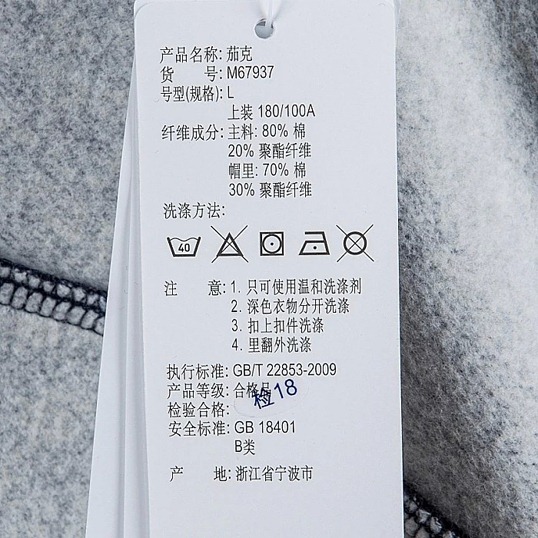 产品名称: 茄克
货 号: M67937
号型(规格): L
上装 180/100A
纤维成分: 主料: 80% 棉
20% 聚酯纤维
帽里: 70% 棉
30% 聚酯纤维
洗涤方法:
40
注 意: 1. 只可使用温和洗涤剂
2. 深色衣物分开洗涤
3. 扣上扣件洗涤
4. 里翻外洗涤
执行标准: GB/T 22853-2009
产品等级: 合格品
检18
检验合格:
安全标准: GB 18401
B类
产 地: 浙江省宁波市